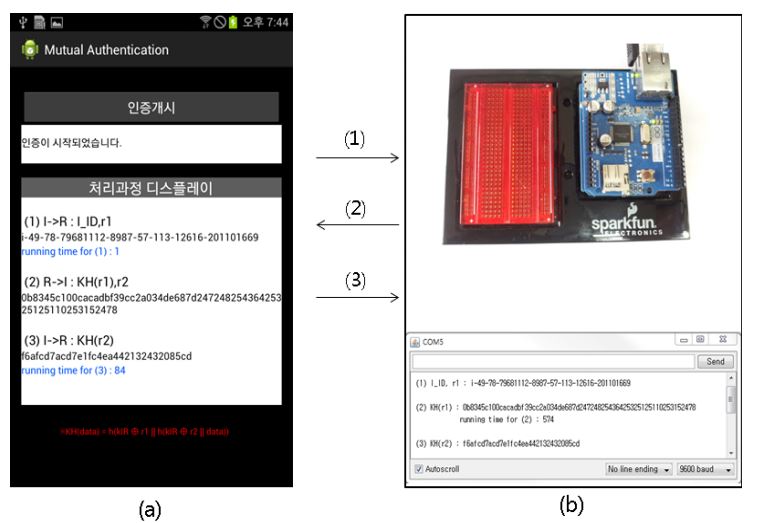 오후 7:44
Mutual Authentication
인증개시
인증이 시작되었습니다.
처리과정 디스플레이
(1) I->R : I_ID,r1
i-49-78-79681112-8987-57-113-12616-201101669
running time for (1) : 1
(2) R->I : KH(r1),r2
0b8345c100cacadbf39cc2a034de687d247248254364253
25125110253152478
(3) I->R : KH(r2)
f6afcd7acd7e1fc4ea442132432085cd
running time for (3) : 84
=KH(data) = h(kIR ⊕ r1 || h(kIR ⊕ r2 || data))
(a)
(1)
(2)
(3)
sparkfun
ELECTRONICS
COM5
Send
(1) I_ID, r1 : i-49-78-79681112-8987-57-113-12616-201101669
(2) KH(r1) : 0b8345c100cacadbf39cc2a034de687d24724825436425325125110253152478
running time for (2) : 574
(3) KH(r2) : f6afcd7acd7e1fc4ea442132432085cd
Autoscroll
No line ending
9600 baud
(b)